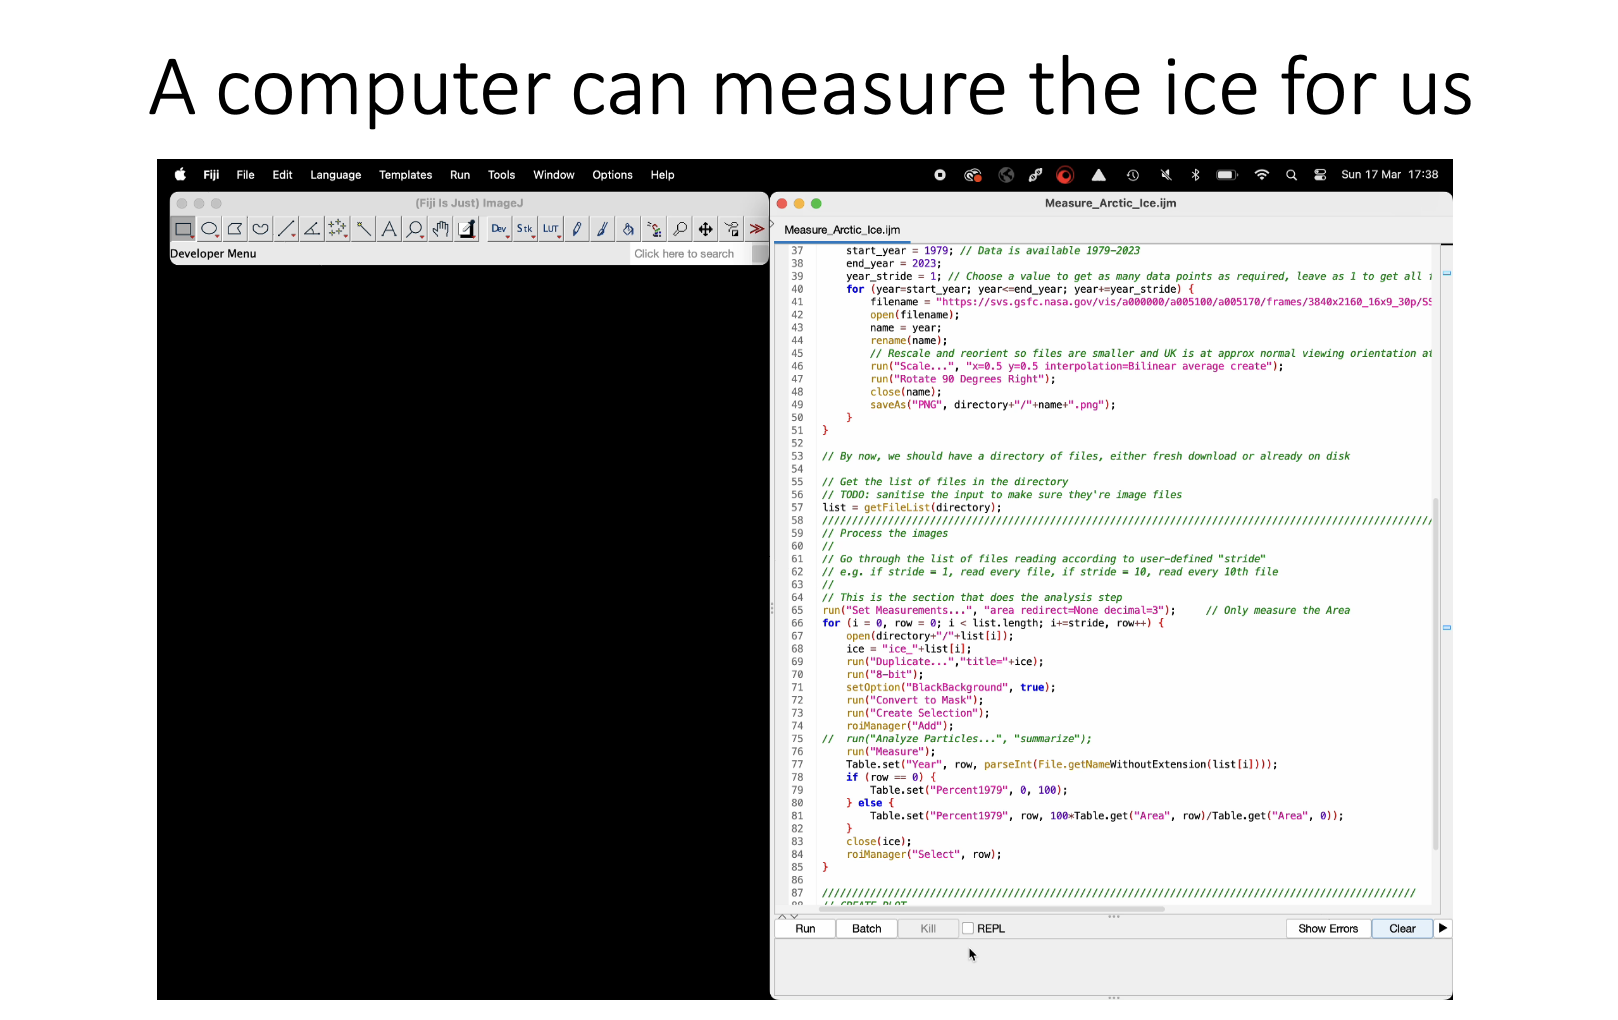 A computer can measure the ice for us
Fiji File Edit Language Templates Run Tools Window Options Help Sun 17 Mar 17:38
(Fiji Is Just) ImageJ
Dev Stk LUT
Developer Menu Click here to search
Measure_Arctic_Ice.ijm
Measure_Arctic_Ice.ijm
37 start_year = 1979; // Data is available 1979-2023
38 end_year = 2023;
39 year_stride = 1; // Choose a value to get as many data points as required, leave as 1 to get all
40 for (year=start_year; year<=end_year; year+=year_stride) {
41 filename = "https://svs.gsfc.nasa.gov/vis/a000000/a005100/a005170/frames/3840x2160_16x9_30p/SS
42 open(filename);
43 name = year;
44 rename(name);
45 // Rescale and reorient so files are smaller and UK is at approx normal viewing orientation at
46 run("Scale...", "x=0.5 y=0.5 interpolation=Bilinear average create");
47 run("Rotate 90 Degrees Right");
48 close(name);
49 saveAs("PNG", directory+"/"+name+".png");
50 }
51 }
52
53 // By now, we should have a directory of files, either fresh download or already on disk
54
55 // Get the list of files in the directory
56 // TODO: sanitise the input to make sure they're image files
57 list = getFileList(directory);
58 ////////////////////////////////////////////////////////////////////////////////////////////////////
59 // Process the images
60 //
61 // Go through the list of files reading according to user-defined "stride"
62 // e.g. if stride = 1, read every file, if stride = 10, read every 10th file
63 //
64 // This is the section that does the analysis step
65 run("Set Measurements...", "area redirect=None decimal=3"); // Only measure the Area
66 for (i = 0, row = 0; i < list.length; i+=stride, row++) {
67 open(directory+"/"+list[i]);
68 ice = "ice_"+list[i];
69 run("Duplicate...","title="+ice);
70 run("8-bit");
71 setOption("BlackBackground", true);
72 run("Convert to Mask");
73 run("Create Selection");
74 roiManager("Add");
75 // run("Analyze Particles...", "summarize");
76 run("Measure");
77 Table.set("Year", row, parseInt(File.getNameWithoutExtension(list[i])));
78 if (row == 0) {
79 Table.set("Percent1979", 0, 100);
80 } else {
81 Table.set("Percent1979", row, 100*Table.get("Area", row)/Table.get("Area", 0));
82 }
83 close(ice);
84 roiManager("Select", row);
85 }
86
87 ///////////////////////////////////////////////////////////////////////////////////////////////////
88 // CREATE PLOT
Run Batch Kill REPL Show Errors Clear